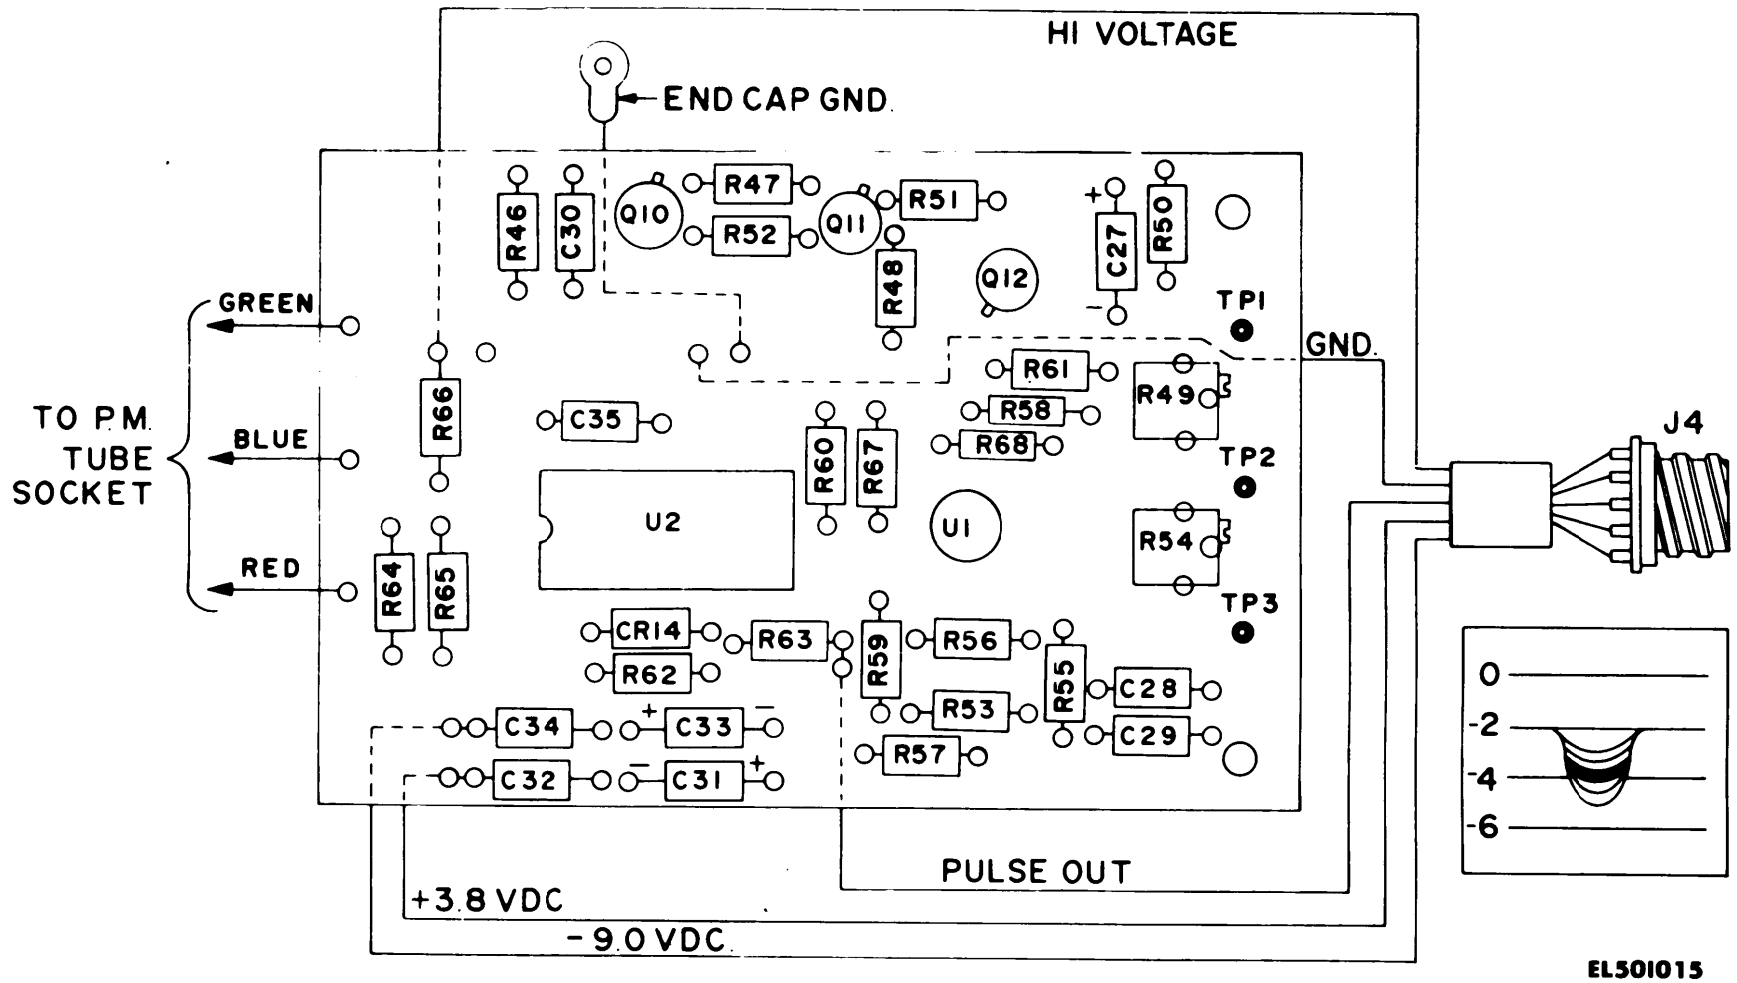 HI VOLTAGE
END CAP GND.
R46
C30
Q10
R47
R52
Q11
R51
R48
Q12
+
C27
-
R50
TP1
GREEN
GND.
R61
R49
R58
R68
R66
C35
R60
R67
TO P.M.
TUBE
SOCKET
BLUE
J4
TP2
U2
U1
R54
RED
R64
R65
TP3
CR14
R63
R59
R56
R62
R55
C28
R53
C34
+
C33
-
C29
R57
C32
-
C31
+
0
-2
-4
-6
PULSE OUT
+3.8 VDC
-9.0 VDC.
EL501015